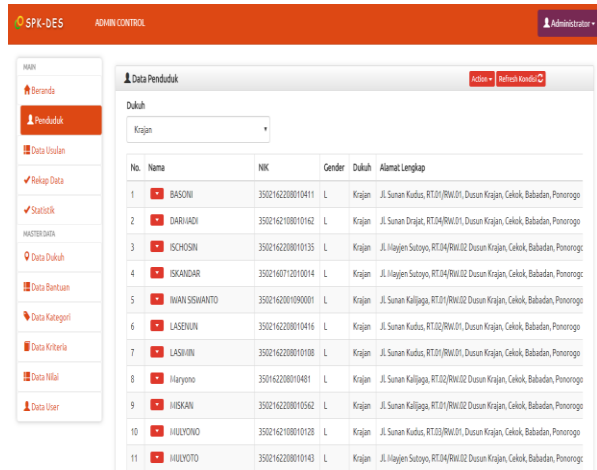 SPK-DES ADMIN CONTROL Administrator
MAIN
Beranda
Penduduk
Data Usulan
Rekap Data
Statistik
MASTER DATA
Data Dukuh
Data Bantuan
Data Kategori
Data Kriteria
Data Nilai
Data User
Data Penduduk Action Refresh Kondisi
Dukuh
Krajan
No. Nama NIK Gender Dukuh Alamat Lengkap
1 BASONI 3502162208010411 L Krajan Jl. Sunan Kudus, RT.01/RW.01, Dusun Krajan, Cekok, Babadan, Ponorogo
2 DARMADI 3502162108010162 L Krajan Jl. Sunan Drajat, RT.04/RW.01, Dusun Krajan, Cekok, Babadan, Ponorogo
3 ISCHOSIN 3502162208010135 L Krajan Jl. Mayjen Sutoyo, RT.04/RW.02 Dusun Krajan, Cekok, Babadan, Ponorogo
4 ISKANDAR 3502160712010014 L Krajan Jl. Mayjen Sutoyo, RT.04/RW.02 Dusun Krajan, Cekok, Babadan, Ponorogo
5 IWAN SISWANTO 3502162001090001 L Krajan Jl. Sunan Kalijaga, RT.01/RW.02 Dusun Krajan, Cekok, Babadan, Ponorogo
6 LASENUN 3502162208010416 L Krajan Jl. Sunan Kudus, RT.02/RW.01, Dusun Krajan, Cekok, Babadan, Ponorogo
7 LASIMIN 3502162208010108 L Krajan Jl. Sunan Kudus, RT.01/RW.01, Dusun Krajan, Cekok, Babadan, Ponorogo
8 Maryono 350162208010481 L Krajan Jl. Sunan Kalijaga, RT.02/RW.02 Dusun Krajan, Cekok, Babadan, Ponorogo
9 MISKAN 3502162208010562 L Krajan Jl. Sunan Kalijaga, RT.01/RW.02 Dusun Krajan, Cekok, Babadan, Ponorogo
10 MULYONO 3502162108010128 L Krajan Jl. Sunan Kudus, RT.03/RW.01, Dusun Krajan, Cekok, Babadan, Ponorogo
11 MULYOTO 3502162208010143 L Krajan Jl. Mayjen Sutoyo, RT.04/RW.02 Dusun Krajan, Cekok, Babadan, Ponorogo